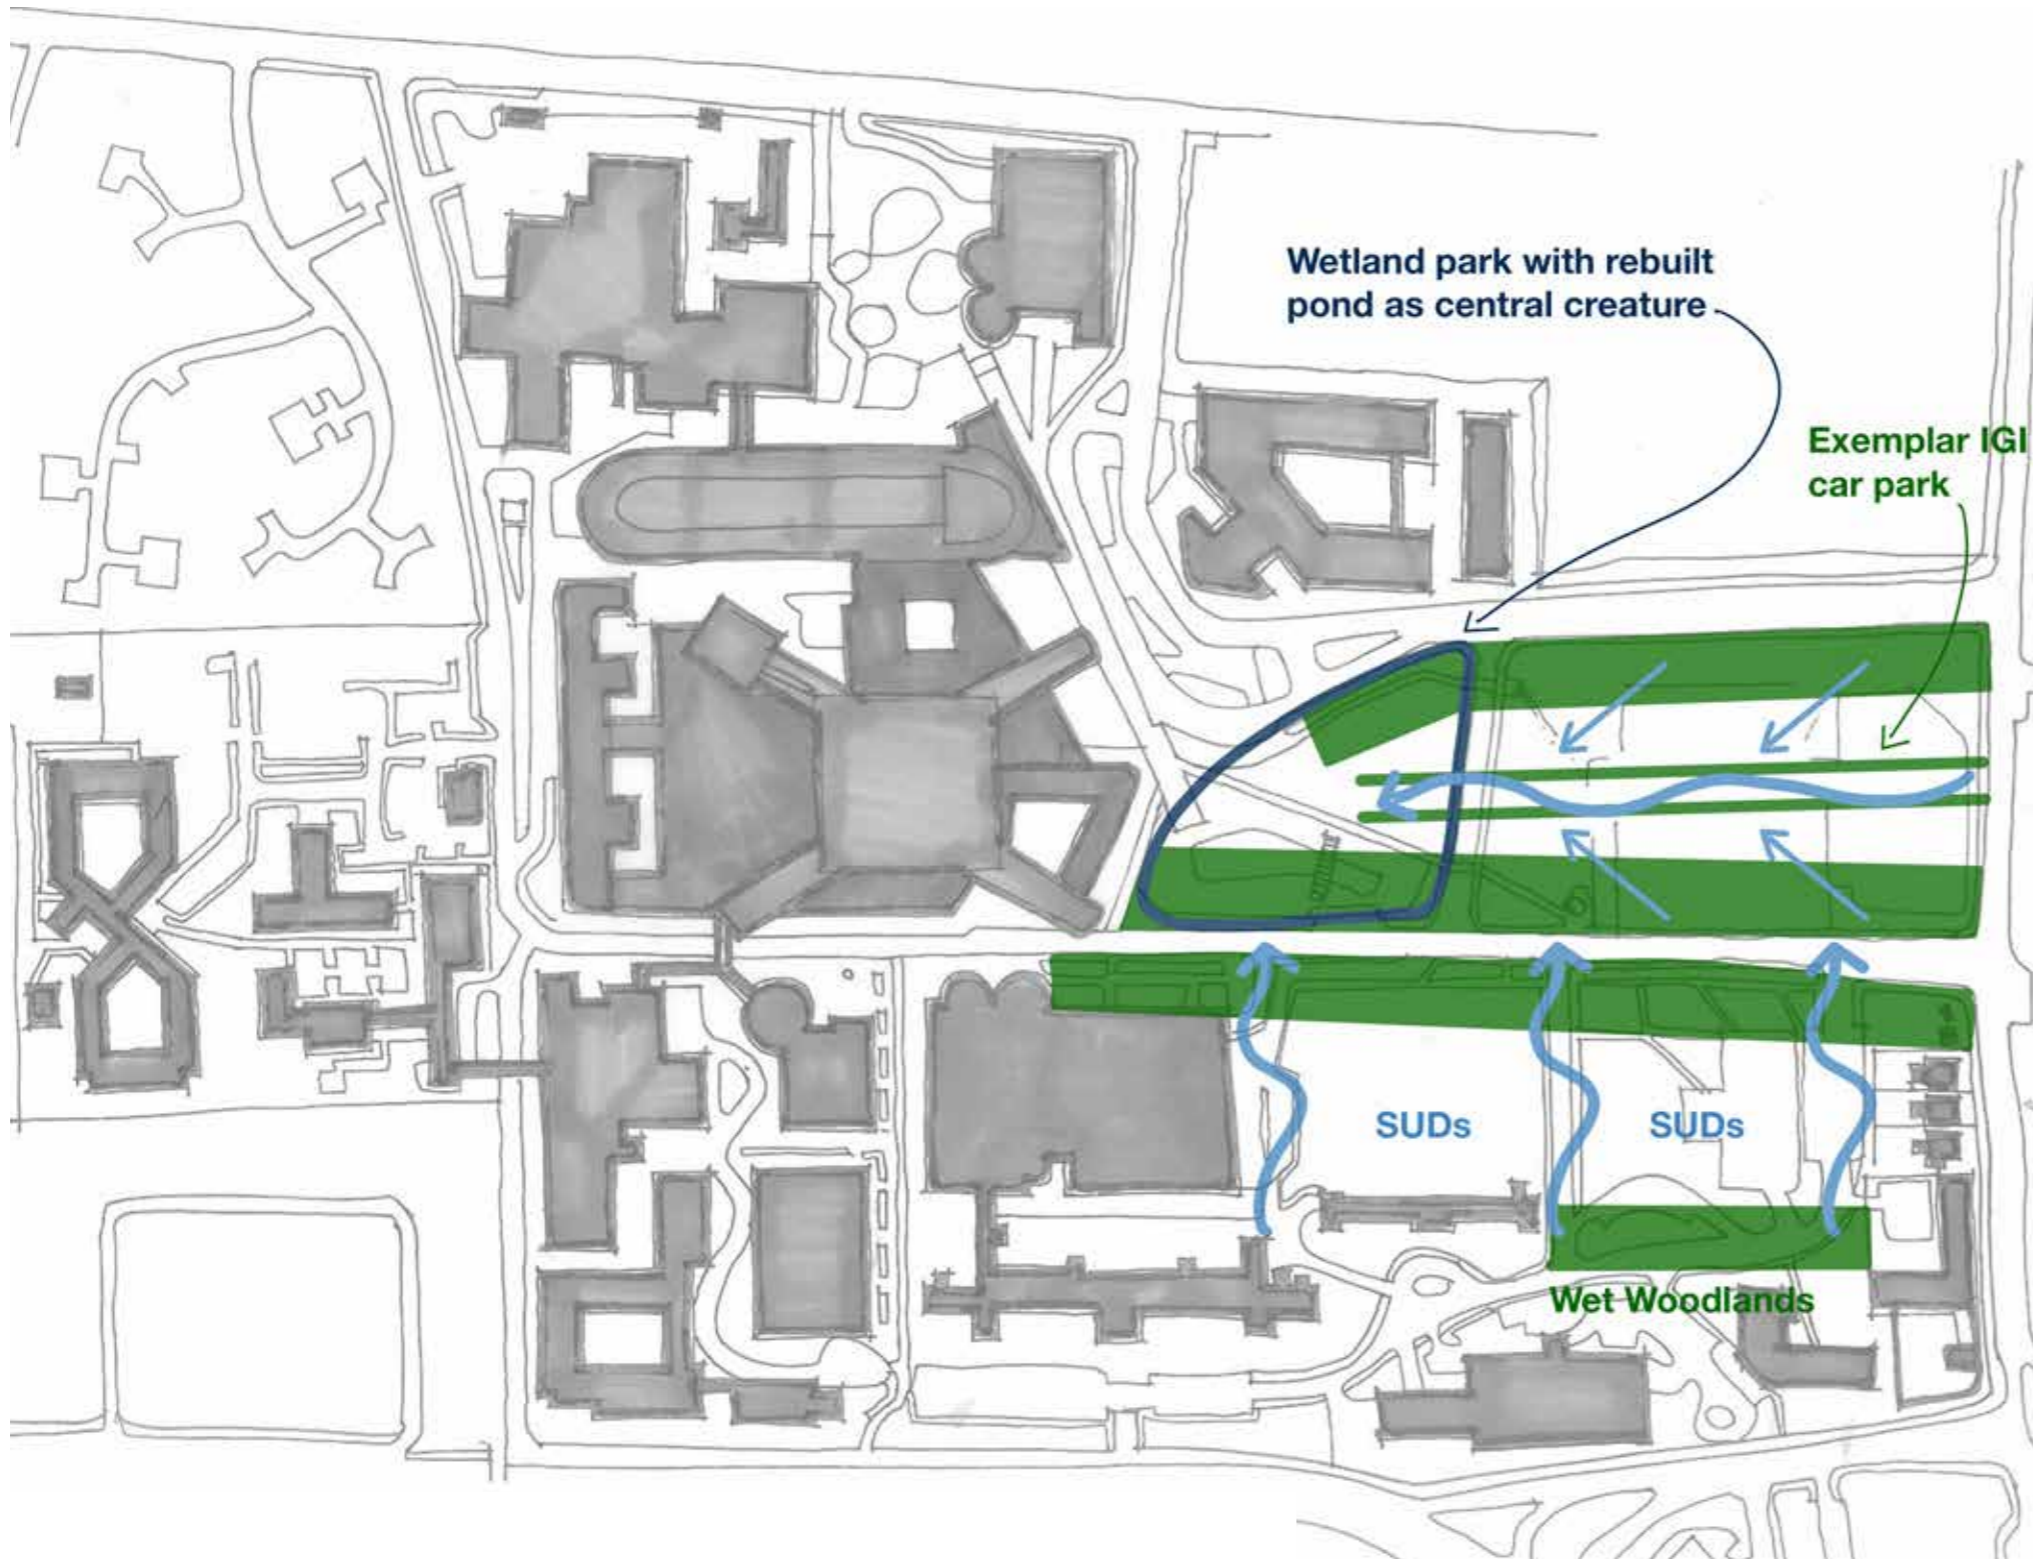 Wetland park with rebuilt
pond as central creature
Exemplar IGI
car park
SUDs
SUDs
Wet Woodlands